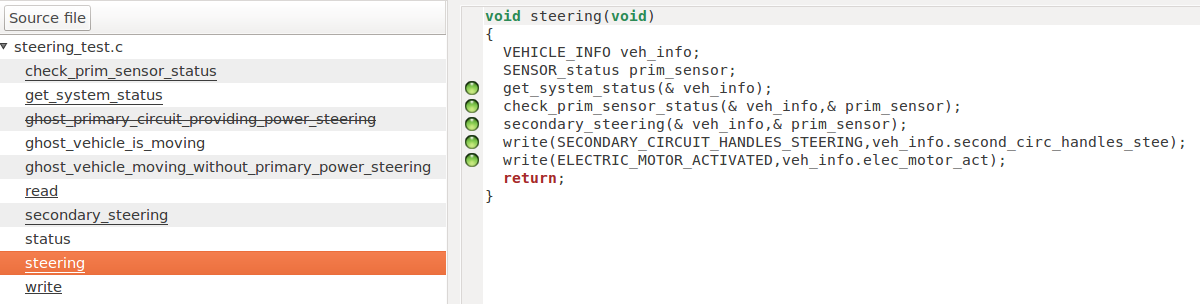 Source file
steering_test.c
check_prim_sensor_status
get_system_status
ghost_primary_circuit_providing_power_steering
ghost_vehicle_is_moving
ghost_vehicle_moving_without_primary_power_steering
read
secondary_steering
status
steering
write
void steering(void)
{
  VEHICLE_INFO veh_info;
  SENSOR_status prim_sensor;
  get_system_status(& veh_info);
  check_prim_sensor_status(& veh_info,& prim_sensor);
  secondary_steering(& veh_info,& prim_sensor);
  write(SECONDARY_CIRCUIT_HANDLES_STEERING,veh_info.second_circ_handles_stee);
  write(ELECTRIC_MOTOR_ACTIVATED,veh_info.elec_motor_act);
  return;
}